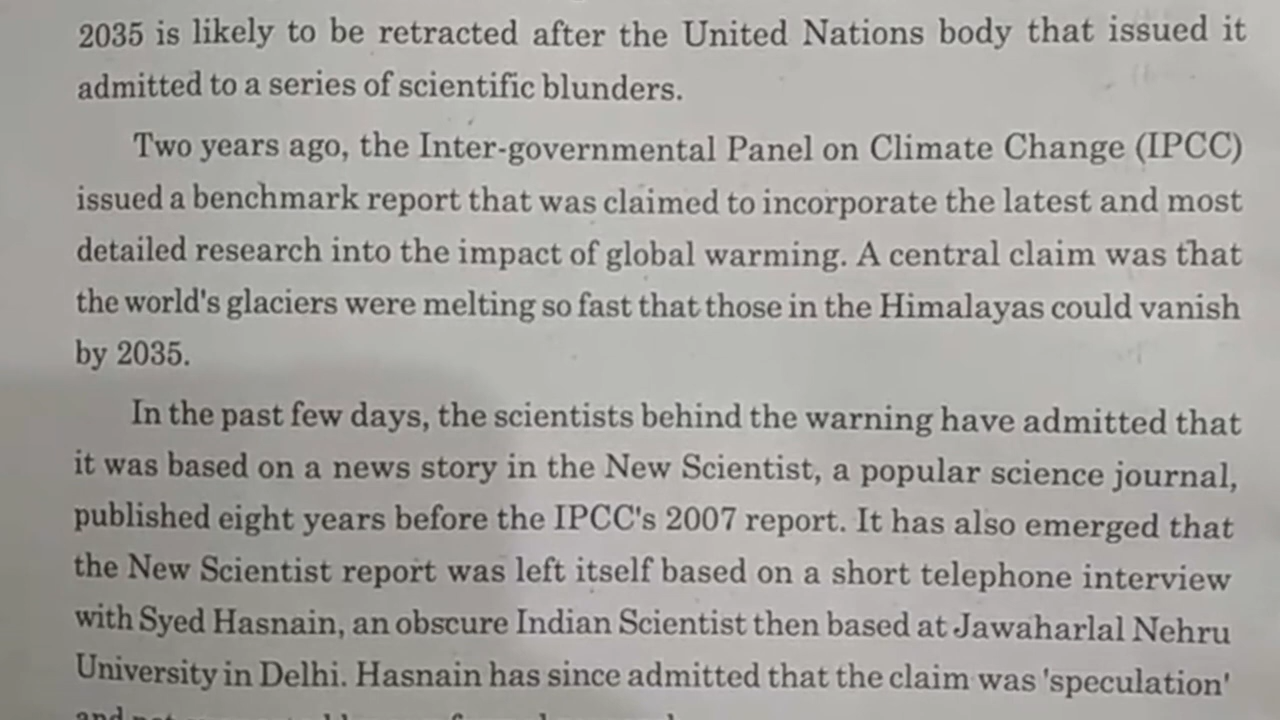 2035 is likely to be retracted after the United Nations body that issued it
admitted to a series of scientific blunders.
Two years ago, the Inter-governmental Panel on Climate Change (IPCC)
issued a benchmark report that was claimed to incorporate the latest and most
detailed research into the impact of global warming. A central claim was that
the world's glaciers were melting so fast that those in the Himalayas could vanish
by 2035.
In the past few days, the scientists behind the warning have admitted that
it was based on a news story in the New Scientist, a popular science journal,
published eight years before the IPCC's 2007 report. It has also emerged that
the New Scientist report was left itself based on a short telephone interview
with Syed Hasnain, an obscure Indian Scientist then based at Jawaharlal Nehru
University in Delhi. Hasnain has since admitted that the claim was 'speculation'